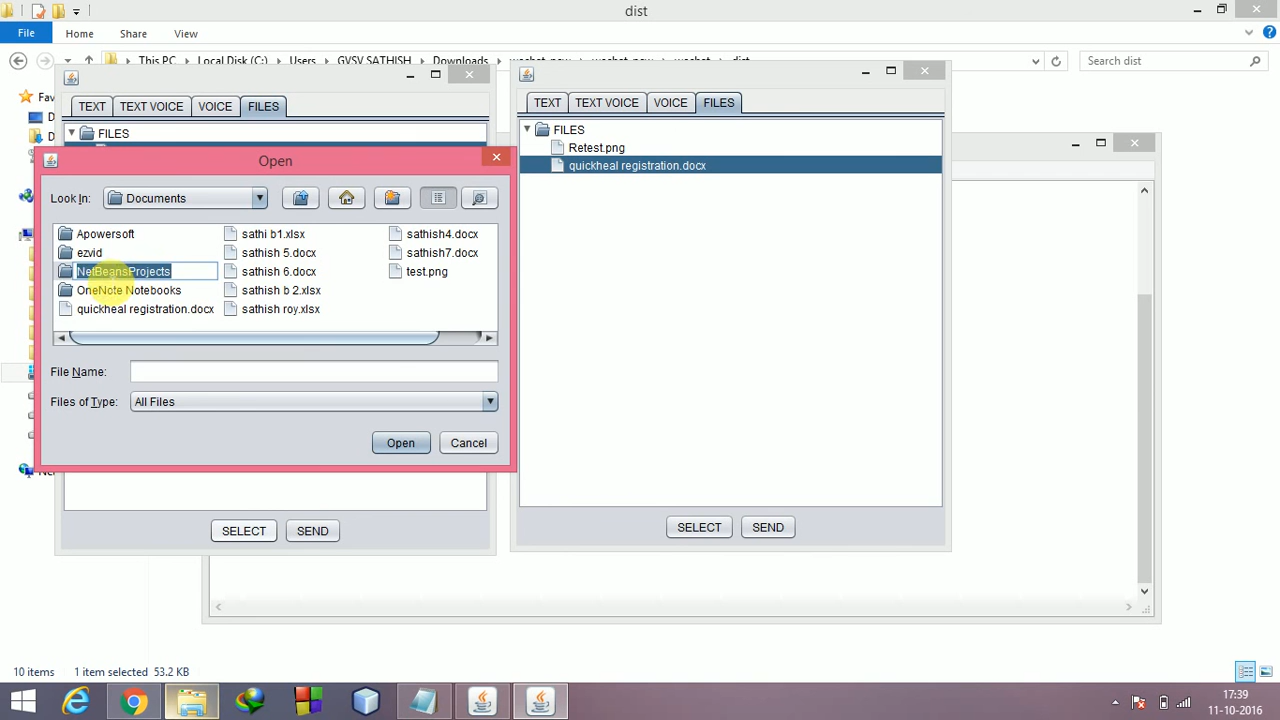 dist
File
Home
Share
View
This PC
Local Disk (C:)
Users
GVSV SATHISH
Downloads
dist
Search dist
TEXT
TEXT VOICE
VOICE
FILES
FILES
TEXT
TEXT VOICE
VOICE
FILES
FILES
Retest.png
quickheal registration.docx
Open
Look In:
Documents
Apowersoft
ezvid
NetBeansProjects
OneNote Notebooks
quickheal registration.docx
sathi b1.xlsx
sathish 5.docx
sathish 6.docx
sathish b 2.xlsx
sathish roy.xlsx
sathish4.docx
sathish7.docx
test.png
File Name:
Files of Type:
All Files
Open
Cancel
SELECT
SEND
SELECT
SEND
10 items
1 item selected 53.2 KB
17:39
11-10-2016